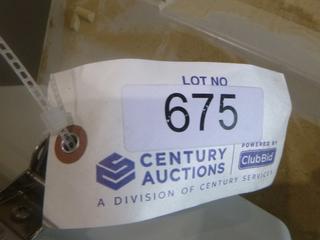 LOT NO
675
CENTURY
AUCTIONS
POWERED BY
ClubBid
A DIVISION OF CENTURY SERVICES